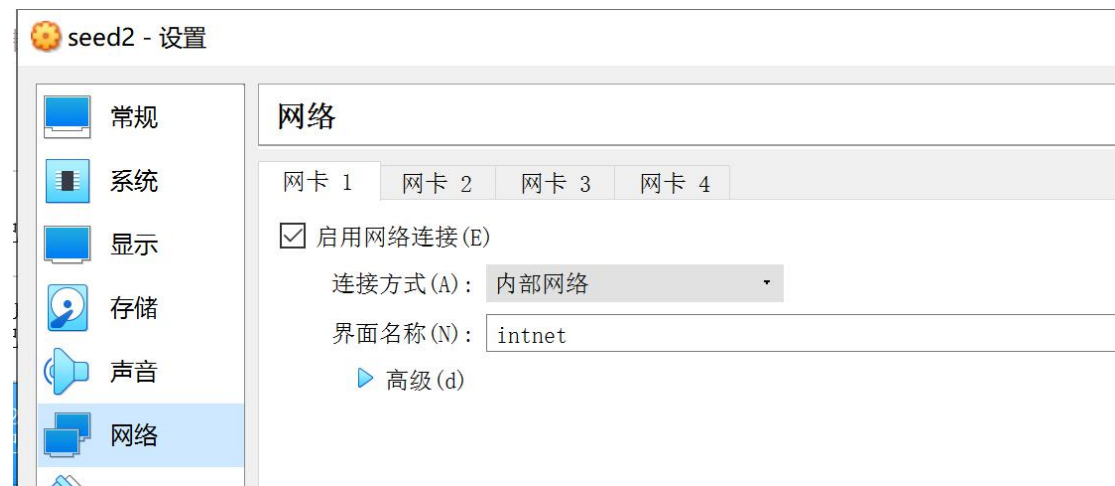 seed2 - 设置
常规
系统
显示
存储
声音
网络
网络
网卡 1
网卡 2
网卡 3
网卡 4
启用网络连接(E)
连接方式(A): 内部网络
界面名称(N): intnet
高级(d)